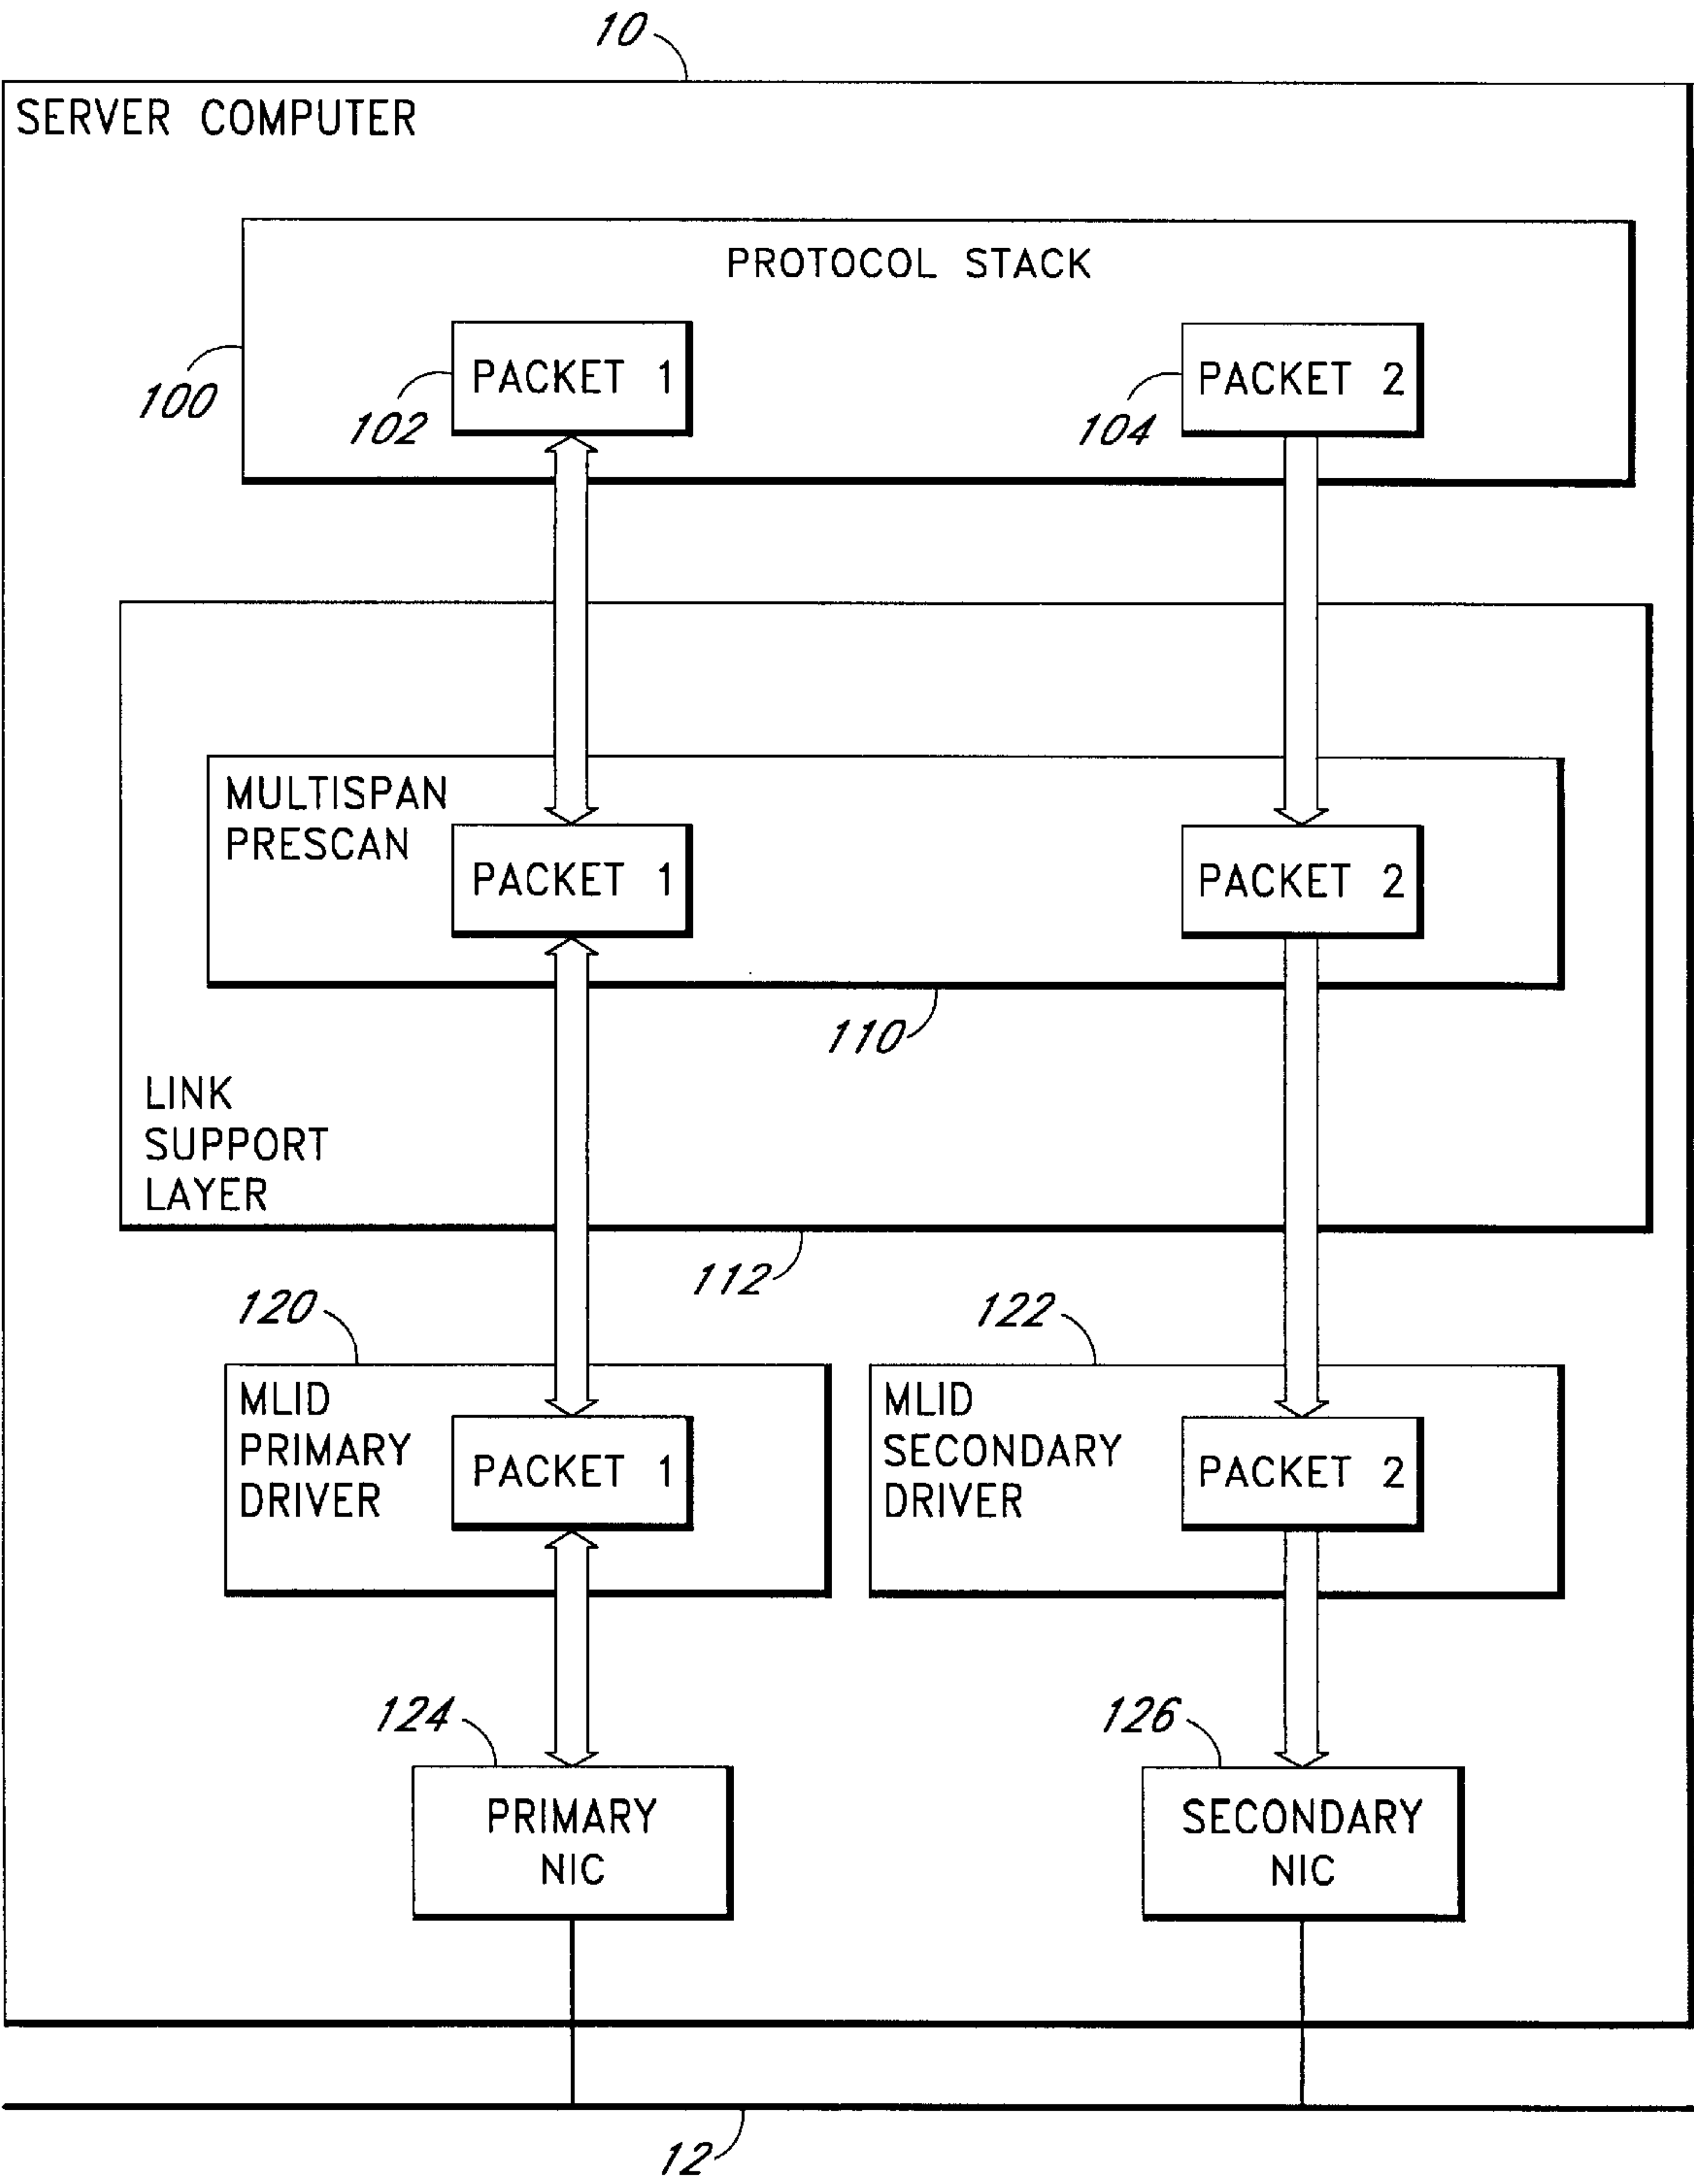 10
SERVER COMPUTER
PROTOCOL STACK
PACKET 1
PACKET 2
100
102
104
MULTISPAN
PRESCAN
PACKET 1
PACKET 2
110
LINK
SUPPORT
LAYER
112
120
122
MLID
PRIMARY
DRIVER
PACKET 1
MLID
SECONDARY
DRIVER
PACKET 2
124
126
PRIMARY
NIC
SECONDARY
NIC
12